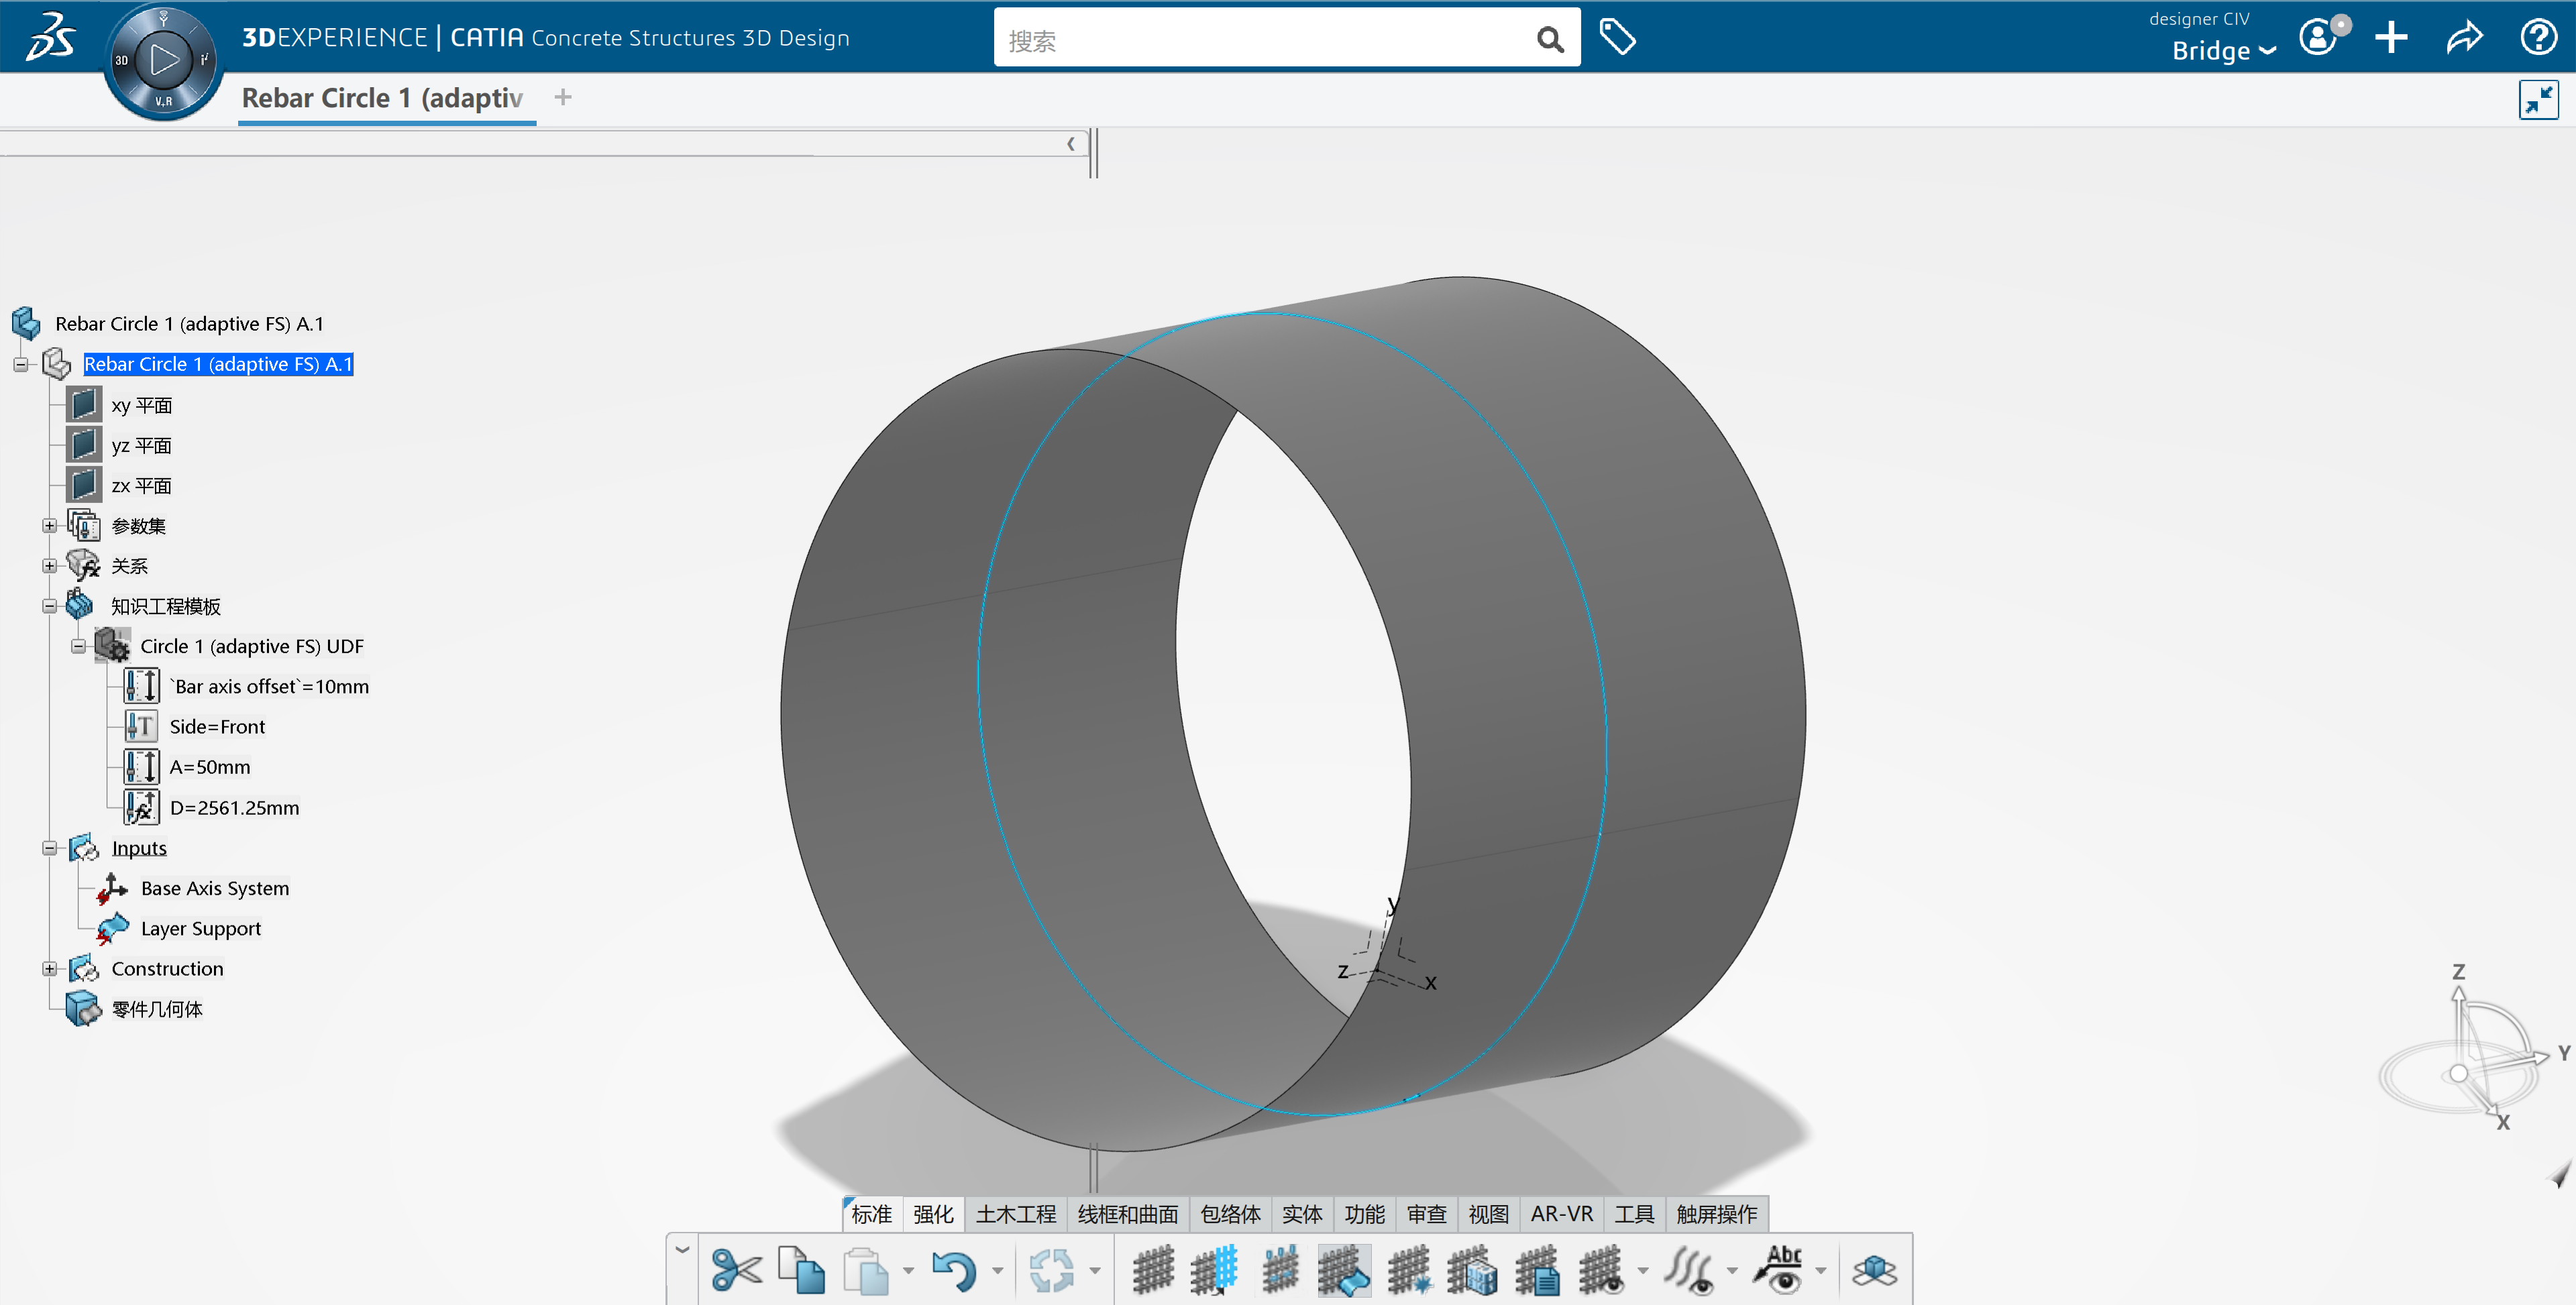 3DEXPERIENCE | CATIA Concrete Structures 3D Design
搜索
designer CIV
Bridge
3D
i²
V,R
Rebar Circle 1 (adaptiv
Rebar Circle 1 (adaptive FS) A.1
Rebar Circle 1 (adaptive FS) A.1
xy 平面
yz 平面
zx 平面
参数集
关系
知识工程模板
Circle 1 (adaptive FS) UDF
`Bar axis offset`=10mm
Side=Front
A=50mm
D=2561.25mm
Inputs
Base Axis System
Layer Support
Construction
零件几何体
y
z
x
Z
Y
X
标准 强化 土木工程 线框和曲面 包络体 实体 功能 审查 视图 AR-VR 工具 触屏操作
Abc